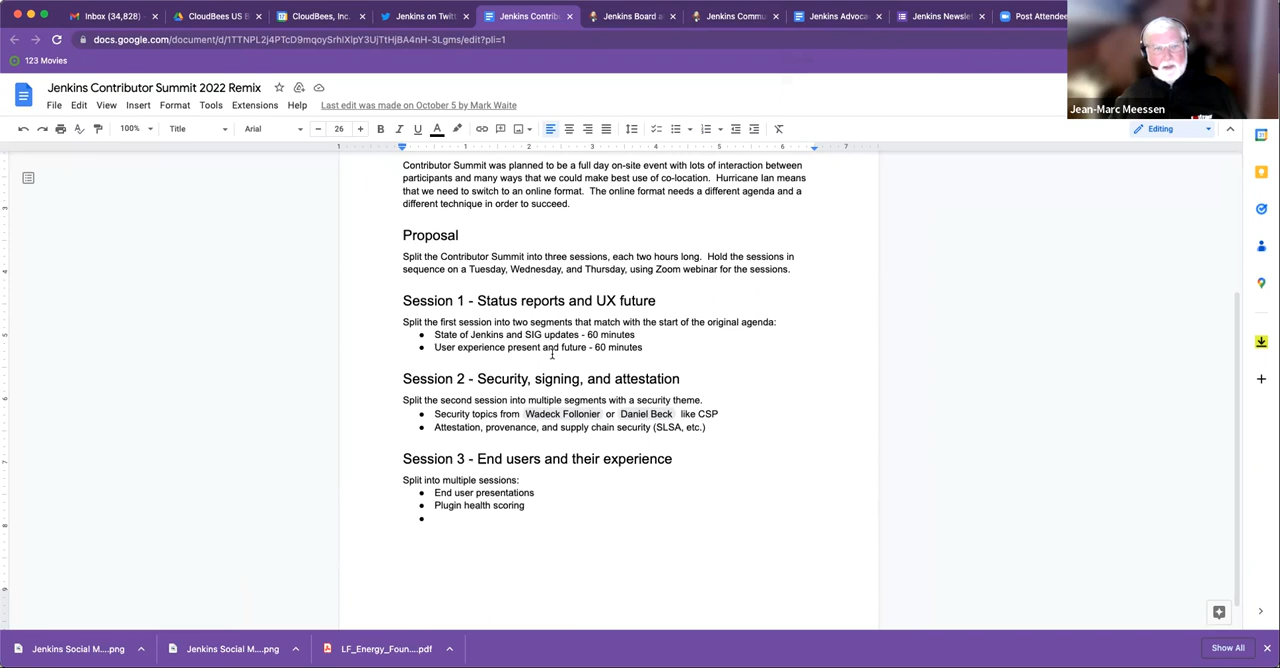 Inbox (34,828)
CloudBees US B
CloudBees, Inc.
Jenkins on Twitt
Jenkins Contrib
Jenkins Board a
Jenkins Commu
Jenkins Advoca
Jenkins Newsle
Post Attendee
docs.google.com/document/d/1TTNPL2j4PTcD9mqoySrhIXlpY3UjTtHjBA4nH-3Lgms/edit?pli=1
123 Movies
Jean-Marc Meessen
Jenkins Contributor Summit 2022 Remix
File Edit View Insert Format Tools Extensions Help Last edit was made on October 5 by Mark Waite
100% Title Arial 26 Editing
1 1 2 3 4 5 6 7
Contributor Summit was planned to be a full day on-site event with lots of interaction between
participants and many ways that we could make best use of co-location. Hurricane Ian means
that we need to switch to an online format. The online format needs a different agenda and a
different technique in order to succeed.
Proposal
Split the Contributor Summit into three sessions, each two hours long. Hold the sessions in
sequence on a Tuesday, Wednesday, and Thursday, using Zoom webinar for the sessions.
Session 1 - Status reports and UX future
Split the first session into two segments that match with the start of the original agenda:
State of Jenkins and SIG updates - 60 minutes
User experience present and future - 60 minutes
Session 2 - Security, signing, and attestation
Split the second session into multiple segments with a security theme.
Security topics from Wadeck Follonier or Daniel Beck like CSP
Attestation, provenance, and supply chain security (SLSA, etc.)
Session 3 - End users and their experience
Split into multiple sessions:
End user presentations
Plugin health scoring
Jenkins Social M....png
Jenkins Social M....png
LF_Energy_Foun....pdf
Show All